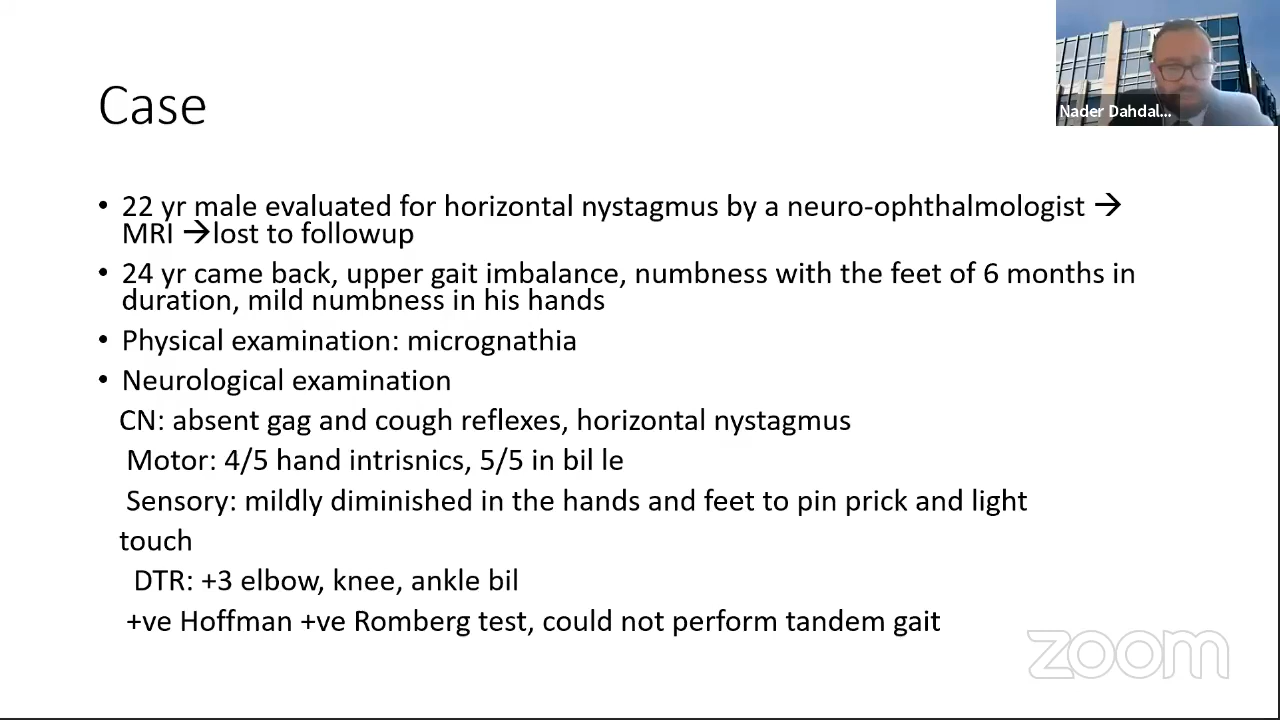 Case
Nader Dahdal...
• 22 yr male evaluated for horizontal nystagmus by a neuro-ophthalmologist →
MRI →lost to followup
• 24 yr came back, upper gait imbalance, numbness with the feet of 6 months in
duration, mild numbness in his hands
• Physical examination: micrognathia
• Neurological examination
CN: absent gag and cough reflexes, horizontal nystagmus
Motor: 4/5 hand intrisnics, 5/5 in bil le
Sensory: mildly diminished in the hands and feet to pin prick and light
touch
DTR: +3 elbow, knee, ankle bil
+ve Hoffman +ve Romberg test, could not perform tandem gait
zoom